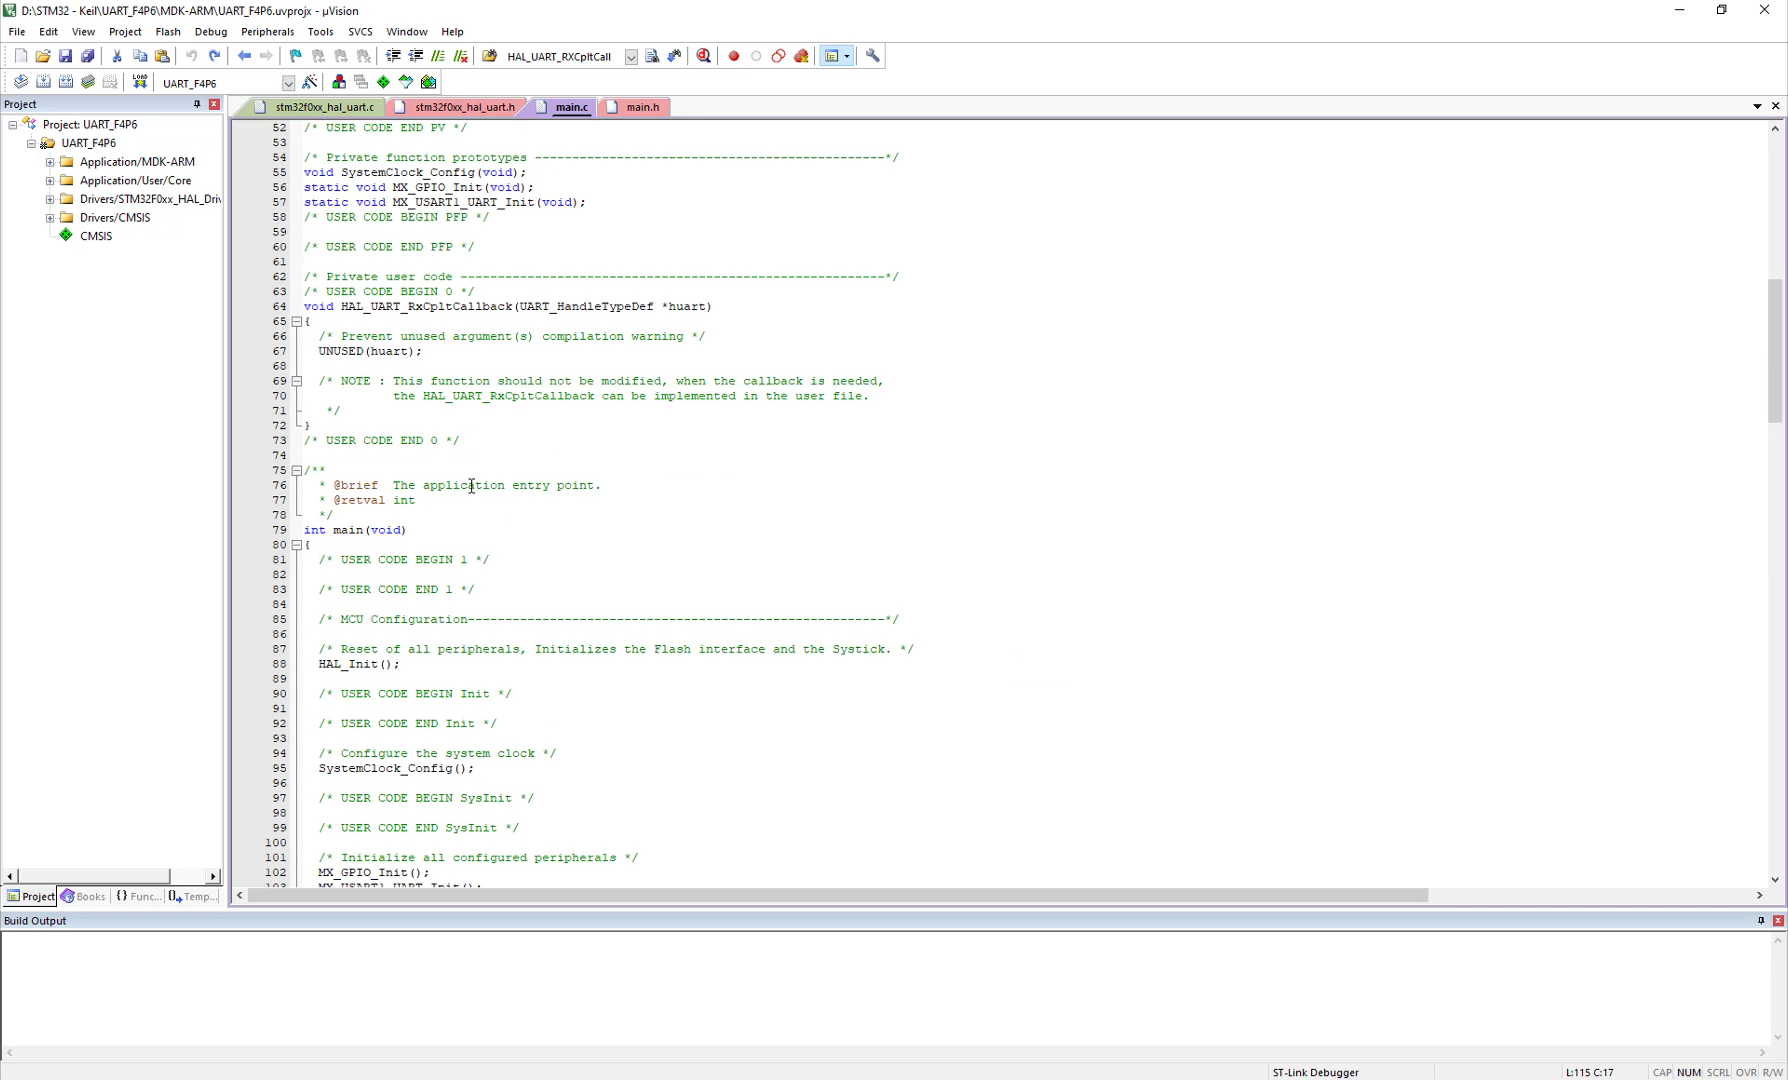 D:\STM32 - Keil\UART_F4P6\MDK-ARM\UART_F4P6.uvprojx - µVision
File Edit View Project Flash Debug Peripherals Tools SVCS Window Help
HAL_UART_RXCpltCall
LOAD UART_F4P6
Project
Project: UART_F4P6
UART_F4P6
Application/MDK-ARM
Application/User/Core
Drivers/STM32F0xx_HAL_Driv
Drivers/CMSIS
CMSIS
Project Books {} Func... Temp...
stm32f0xx_hal_uart.c stm32f0xx_hal_uart.h main.c main.h
52 /* USER CODE END PV */
53
54 /* Private function prototypes -----------------------------------------------*/
55 void SystemClock_Config(void);
56 static void MX_GPIO_Init(void);
57 static void MX_USART1_UART_Init(void);
58 /* USER CODE BEGIN PFP */
59
60 /* USER CODE END PFP */
61
62 /* Private user code ---------------------------------------------------------*/
63 /* USER CODE BEGIN 0 */
64 void HAL_UART_RxCpltCallback(UART_HandleTypeDef *huart)
65 {
66 /* Prevent unused argument(s) compilation warning */
67 UNUSED(huart);
68
69 /* NOTE : This function should not be modified, when the callback is needed,
70 the HAL_UART_RxCpltCallback can be implemented in the user file.
71 */
72 }
73 /* USER CODE END 0 */
74
75 /**
76 * @brief The application entry point.
77 * @retval int
78 */
79 int main(void)
80 {
81 /* USER CODE BEGIN 1 */
82
83 /* USER CODE END 1 */
84
85 /* MCU Configuration--------------------------------------------------------*/
86
87 /* Reset of all peripherals, Initializes the Flash interface and the Systick. */
88 HAL_Init();
89
90 /* USER CODE BEGIN Init */
91
92 /* USER CODE END Init */
93
94 /* Configure the system clock */
95 SystemClock_Config();
96
97 /* USER CODE BEGIN SysInit */
98
99 /* USER CODE END SysInit */
100
101 /* Initialize all configured peripherals */
102 MX_GPIO_Init();
103 MX_USART1_UART_Init();
Build Output
ST-Link Debugger L:115 C:17 CAP NUM SCRL OVR R/W